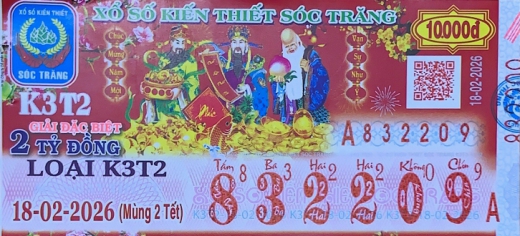 XỔ SỐ KIẾN THIẾT SÓC TRĂNG
XỔ SỐ KIẾN THIẾT
SÓC TRĂNG
Chúc Mừng Năm Mới
Vạn Sự Như Ý
10.000đ
18-02-2026
K3T2
GIẢI ĐẶC BIỆT
2 TỶ ĐỒNG
LOẠI K3T2
18-02-2026 (Mùng 2 Tết)
A 832209
Tám 8 Ba 3 Hai 2 Hai 2 Không 0 Chín 9
832209 A